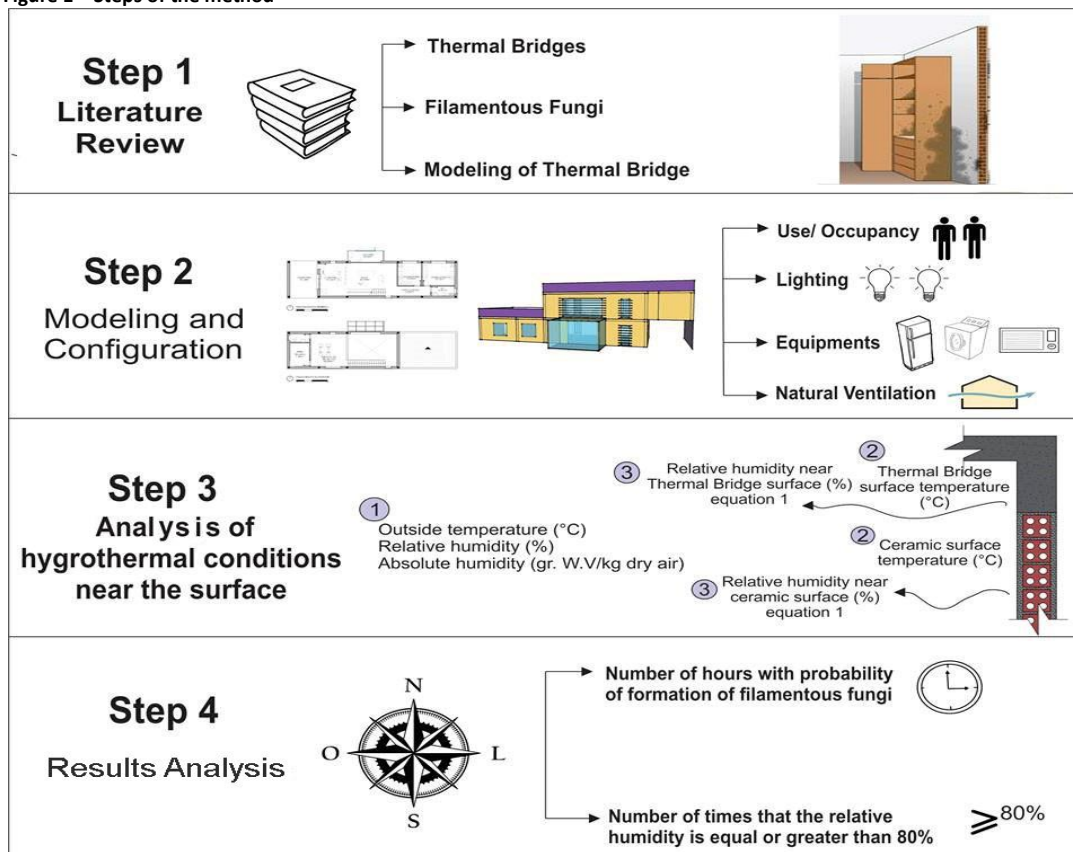 Figure 1 – Steps of the method
Step 1
Literature
Review
Thermal Bridges
Filamentous Fungi
Modeling of Thermal Bridge
Step 2
Modeling and
Configuration
Use/ Occupancy
Lighting
Equipments
Natural Ventilation
Step 3
Analysis of
hygrothermal conditions
near the surface
1
Outside temperature (°C)
Relative humidity (%)
Absolute humidity (gr. W.V/kg dry air)
3
Relative humidity near
Thermal Bridge surface (%)
equation 1
2
Thermal Bridge
surface temperature
(°C)
2
Ceramic surface
temperature (°C)
3
Relative humidity near
ceramic surface (%)
equation 1
Step 4
Results Analysis
N
O
L
S
Number of hours with probability
of formation of filamentous fungi
Number of times that the relative
humidity is equal or greater than 80%
⩾80%